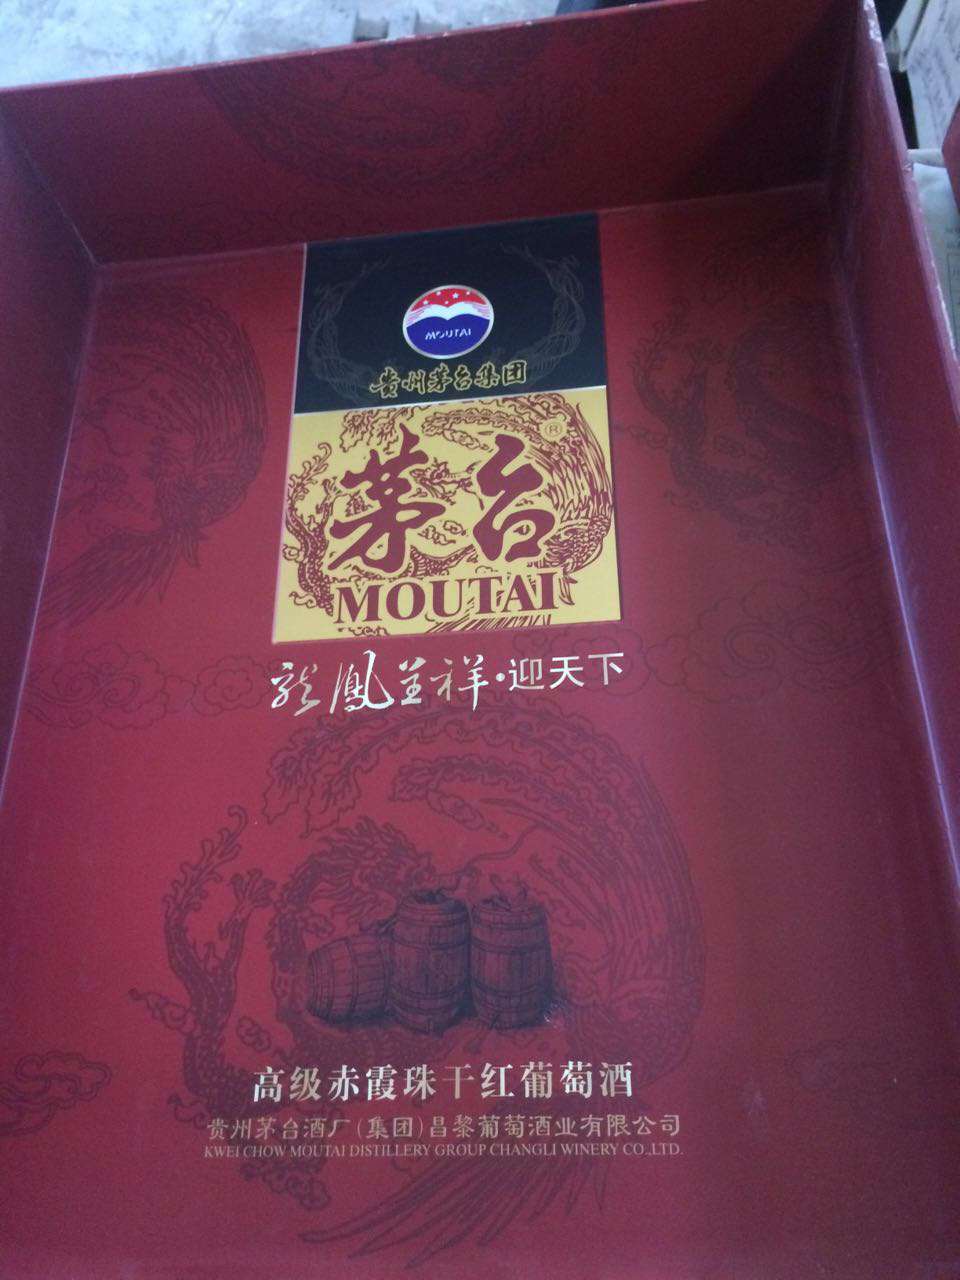 MOUTAI
贵州茅台集团
®
茅台
MOUTAI
龙鳳呈祥·迎天下
高级赤霞珠干红葡萄酒
贵州茅台酒厂(集团)昌黎葡萄酒业有限公司
KWEI CHOW MOUTAI DISTILLERY GROUP CHANGLI WINERY CO.,LTD.